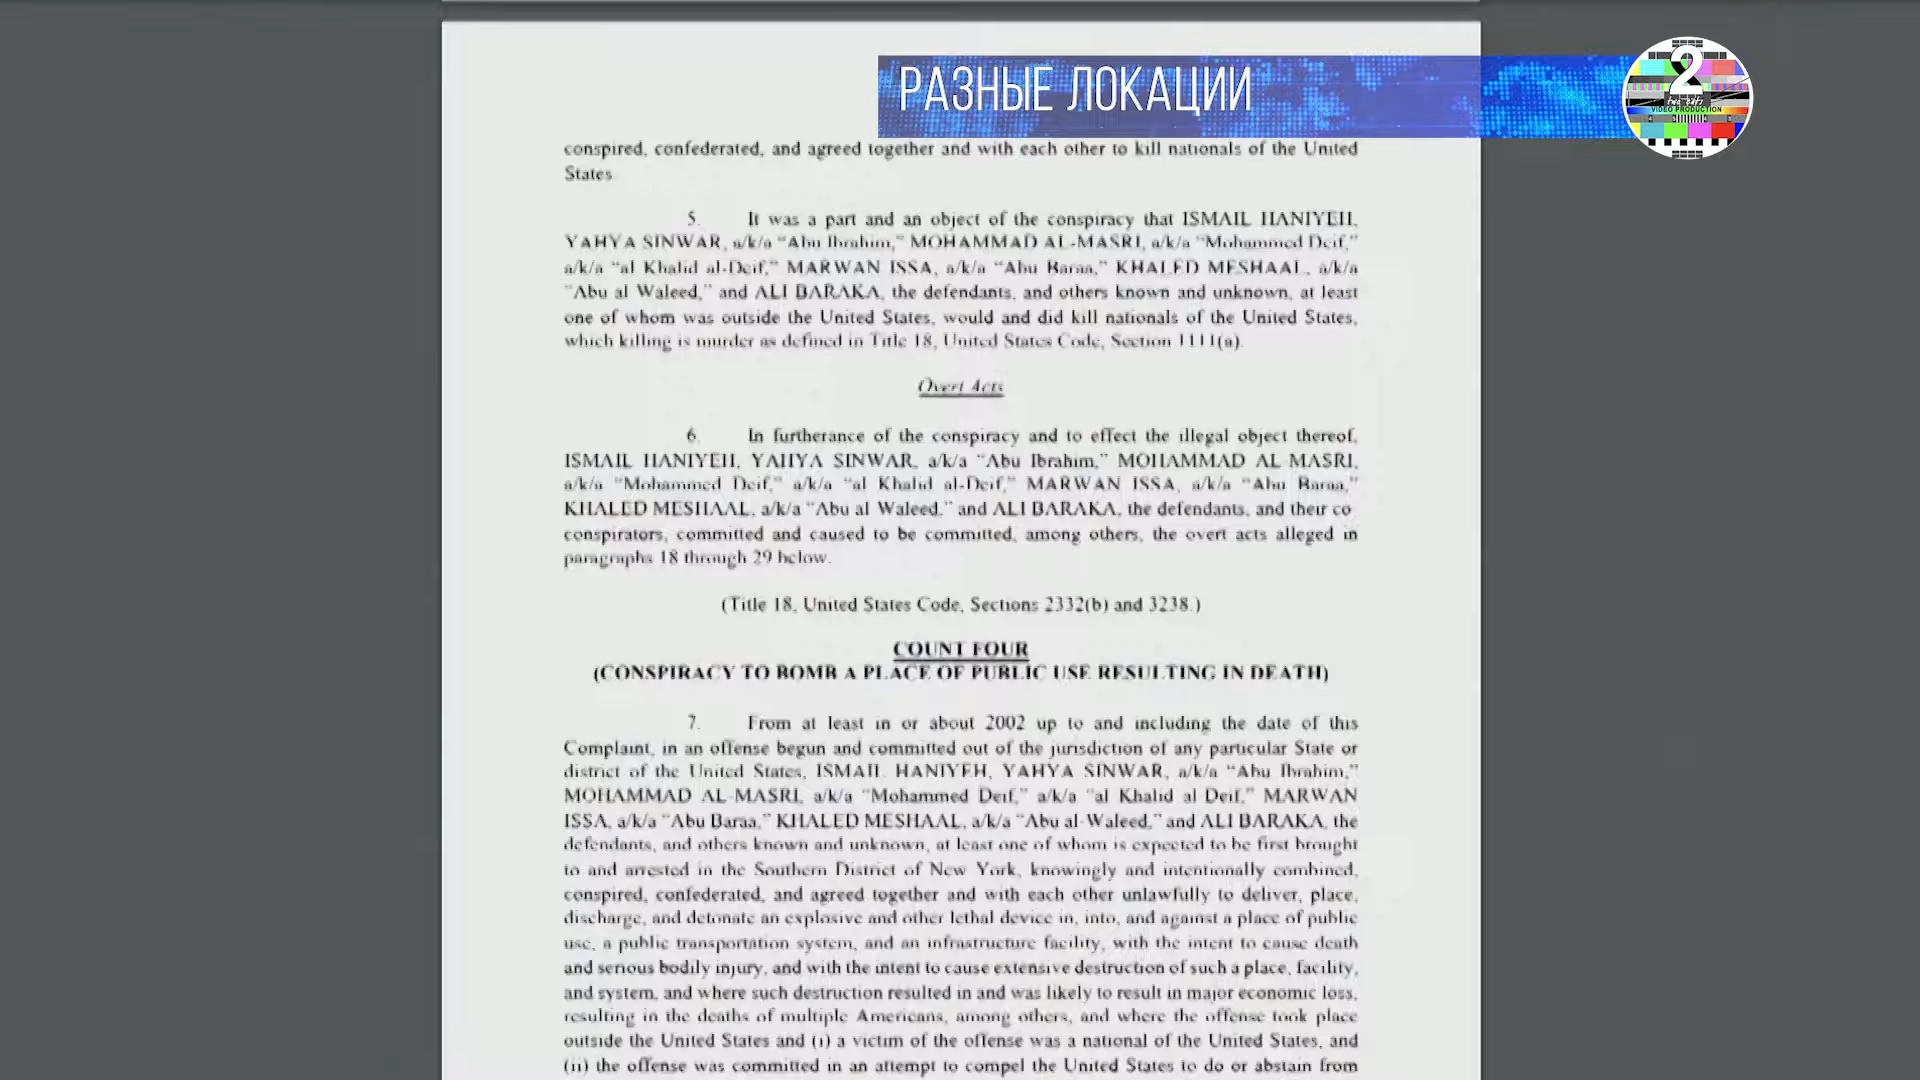 РАЗНЫЕ ЛОКАЦИИ
2
VIDEO PRODUCTION
conspired, confederated, and agreed together and with each other to kill nationals of the United
States
5. It was a part and an object of the conspiracy that ISMAIL HANIYEH,
YAHYA SINWAR, a/k/a “Abu Ibrahim,” MOHAMMAD AL-MASRI, a/k/a “Mohammed Deif,”
a/k/a “al Khalid al-Deif,” MARWAN ISSA, a/k/a “Abu Baraa,” KHALED MESHAAL, a/k/a
“Abu al Waleed,” and ALI BARAKA, the defendants, and others known and unknown, at least
one of whom was outside the United States, would and did kill nationals of the United States,
which killing is murder as defined in Title 18, United States Code, Section 1111(a).
Overt Acts
6. In furtherance of the conspiracy and to effect the illegal object thereof,
ISMAIL HANIYEH, YAHYA SINWAR, a/k/a “Abu Ibrahim,” MOHAMMAD AL MASRI,
a/k/a “Mohammed Deif,” a/k/a “al Khalid al-Deif,” MARWAN ISSA, a/k/a “Abu Baraa,”
KHALED MESHAAL, a/k/a “Abu al Waleed,” and ALI BARAKA, the defendants, and their co
conspirators, committed and caused to be committed, among others, the overt acts alleged in
paragraphs 18 through 29 below.
(Title 18, United States Code, Sections 2332(b) and 3238.)
COUNT FOUR
(CONSPIRACY TO BOMB A PLACE OF PUBLIC USE RESULTING IN DEATH)
7. From at least in or about 2002 up to and including the date of this
Complaint, in an offense begun and committed out of the jurisdiction of any particular State or
district of the United States, ISMAIL HANIYEH, YAHYA SINWAR, a/k/a “Abu Ibrahim,”
MOHAMMAD AL MASRI, a/k/a “Mohammed Deif,” a/k/a “al Khalid al Deif,” MARWAN
ISSA, a/k/a “Abu Baraa,” KHALED MESHAAL, a/k/a “Abu al-Waleed,” and ALI BARAKA, the
defendants, and others known and unknown, at least one of whom is expected to be first brought
to and arrested in the Southern District of New York, knowingly and intentionally combined,
conspired, confederated, and agreed together and with each other unlawfully to deliver, place,
discharge, and detonate an explosive and other lethal device in, into, and against a place of public
use, a public transportation system, and an infrastructure facility, with the intent to cause death
and serious bodily injury, and with the intent to cause extensive destruction of such a place, facility,
and system, and where such destruction resulted in and was likely to result in major economic loss,
resulting in the deaths of multiple Americans, among others, and where the offense took place
outside the United States and (i) a victim of the offense was a national of the United States, and
(ii) the offense was committed in an attempt to compel the United States to do or abstain from